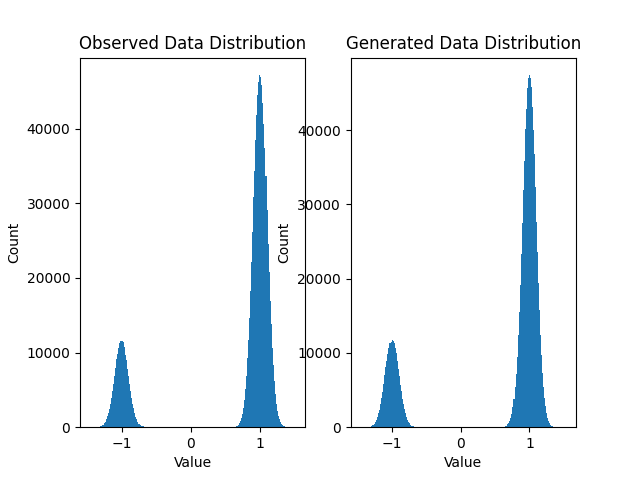 Observed Data Distribution
Count
40000
30000
20000
10000
0
−1
0
1
Value
Generated Data Distribution
Count
40000
30000
20000
10000
0
−1
0
1
Value